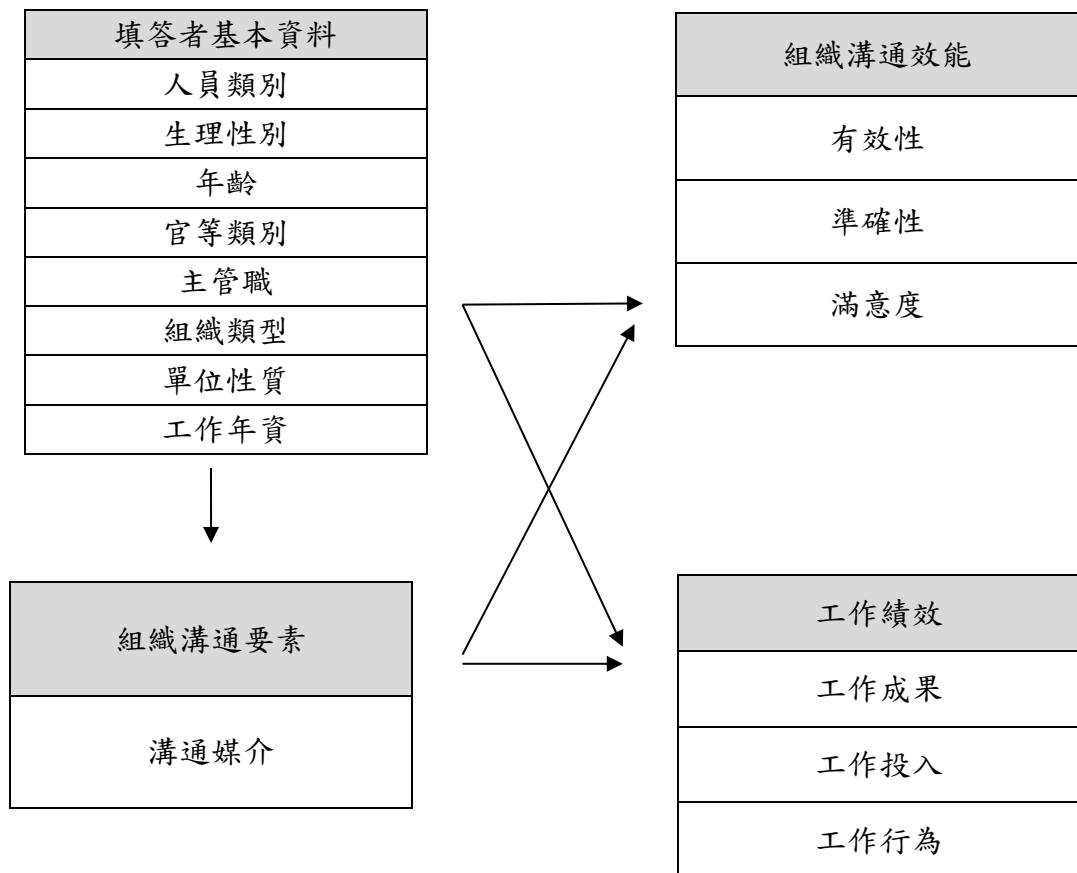 填答者基本資料
人員類別
生理性別
年齡
官等類別
主管職
組織類型
單位性質
工作年資
組織溝通要素
溝通媒介
組織溝通效能
有效性
準確性
滿意度
工作績效
工作成果
工作投入
工作行為